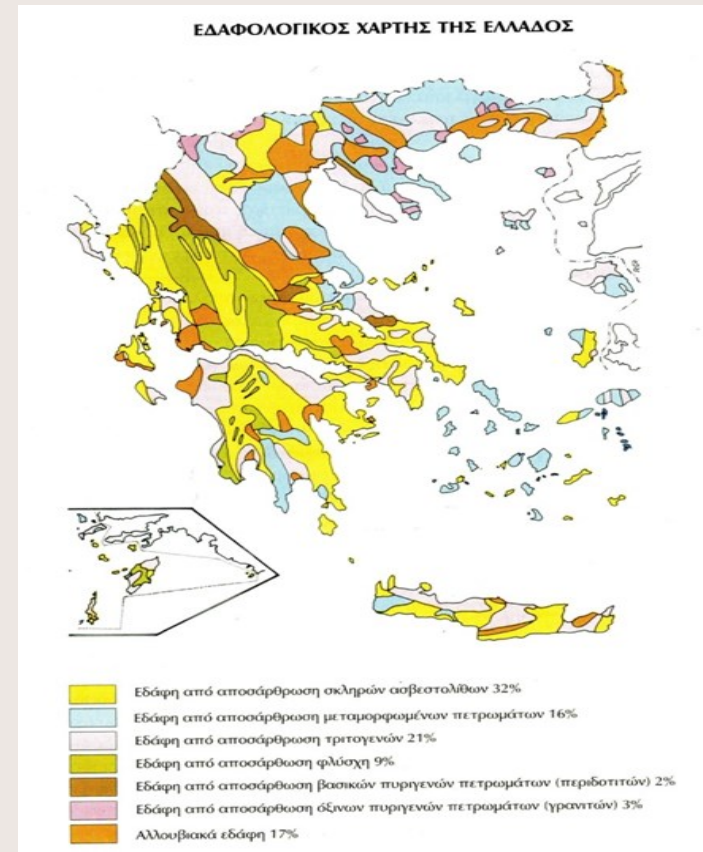 ΕΔΑΦΟΛΟΓΙΚΟΣ ΧΑΡΤΗΣ ΤΗΣ ΕΛΛΑΔΟΣ
Εδάφη από αποσάρθρωση σκληρών ασβεστολίθων 32%
Εδάφη από αποσάρθρωση μεταμορφωμένων πετρωμάτων 16%
Εδάφη από αποσάρθρωση τριτογενών 21%
Εδάφη από αποσάρθωση φλύσχη 9%
Εδάφη από αποσάρθωση βασικών πυριγενών πετρωμάτων (περιδοτιτών) 2%
Εδάφη από αποσάρθρωση όξινων πυριγενών πετρωμάτων (γρανιτών) 3%
Αλλουβιακά εδάφη 17%